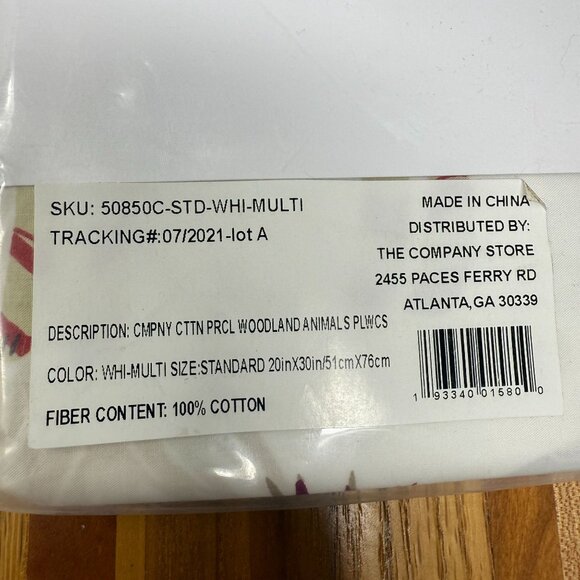 SKU: 50850C-STD-WHI-MULTI
TRACKING#:07/2021-lot A
MADE IN CHINA
DISTRIBUTED BY:
THE COMPANY STORE
2455 PACES FERRY RD
ATLANTA,GA 30339
DESCRIPTION: CMPNY CTTN PRCL WOODLAND ANIMALS PLWCS
COLOR: WHI-MULTI SIZE:STANDARD 20inX30in/51cmX76cm
FIBER CONTENT: 100% COTTON
1 93340 01580 0